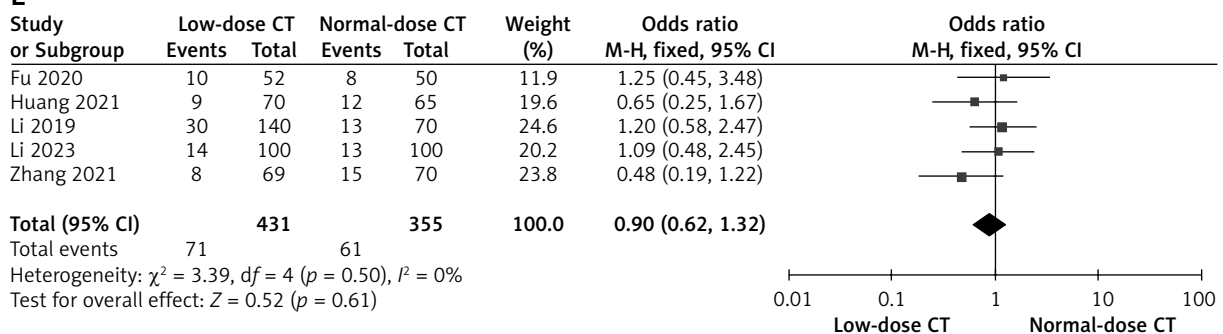 Study Low-dose CT Normal-dose CT Weight Odds ratio Odds ratio
or Subgroup Events Total Events Total (%) M-H, fixed, 95% CI M-H, fixed, 95% CI
Fu 2020 10 52 8 50 11.9 1.25 (0.45, 3.48)
Huang 2021 9 70 12 65 19.6 0.65 (0.25, 1.67)
Li 2019 30 140 13 70 24.6 1.20 (0.58, 2.47)
Li 2023 14 100 13 100 20.2 1.09 (0.48, 2.45)
Zhang 2021 8 69 15 70 23.8 0.48 (0.19, 1.22)
Total (95% CI) 431 355 100.0 0.90 (0.62, 1.32)
Total events 71 61
Heterogeneity: χ² = 3.39, df = 4 (p = 0.50), I² = 0%
Test for overall effect: Z = 0.52 (p = 0.61)
0.01 0.1 1 10 100
Low-dose CT Normal-dose CT